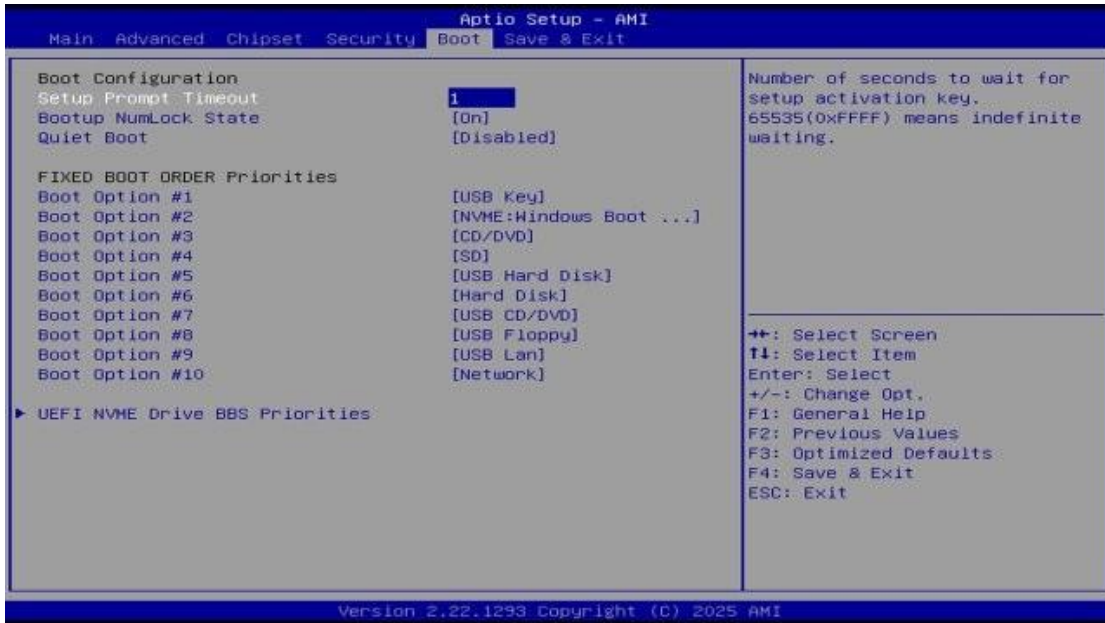 Aptio Setup - AMI
Main Advanced Chipset Security Boot Save & Exit
Boot Configuration
Setup Prompt Timeout 1
Bootup NumLock State [On]
Quiet Boot [Disabled]
FIXED BOOT ORDER Priorities
Boot Option #1 [USB Key]
Boot Option #2 [NVME:Windows Boot ...]
Boot Option #3 [CD/DVD]
Boot Option #4 [SD]
Boot Option #5 [USB Hard Disk]
Boot Option #6 [Hard Disk]
Boot Option #7 [USB CD/DVD]
Boot Option #8 [USB Floppy]
Boot Option #9 [USB Lan]
Boot Option #10 [Network]
▶ UEFI NVME Drive BBS Priorities
Number of seconds to wait for
setup activation key.
65535(0xFFFF) means indefinite
waiting.
→←: Select Screen
↑↓: Select Item
Enter: Select
+/-: Change Opt.
F1: General Help
F2: Previous Values
F3: Optimized Defaults
F4: Save & Exit
ESC: Exit
Version 2.22.1293 Copyright (C) 2025 AMI